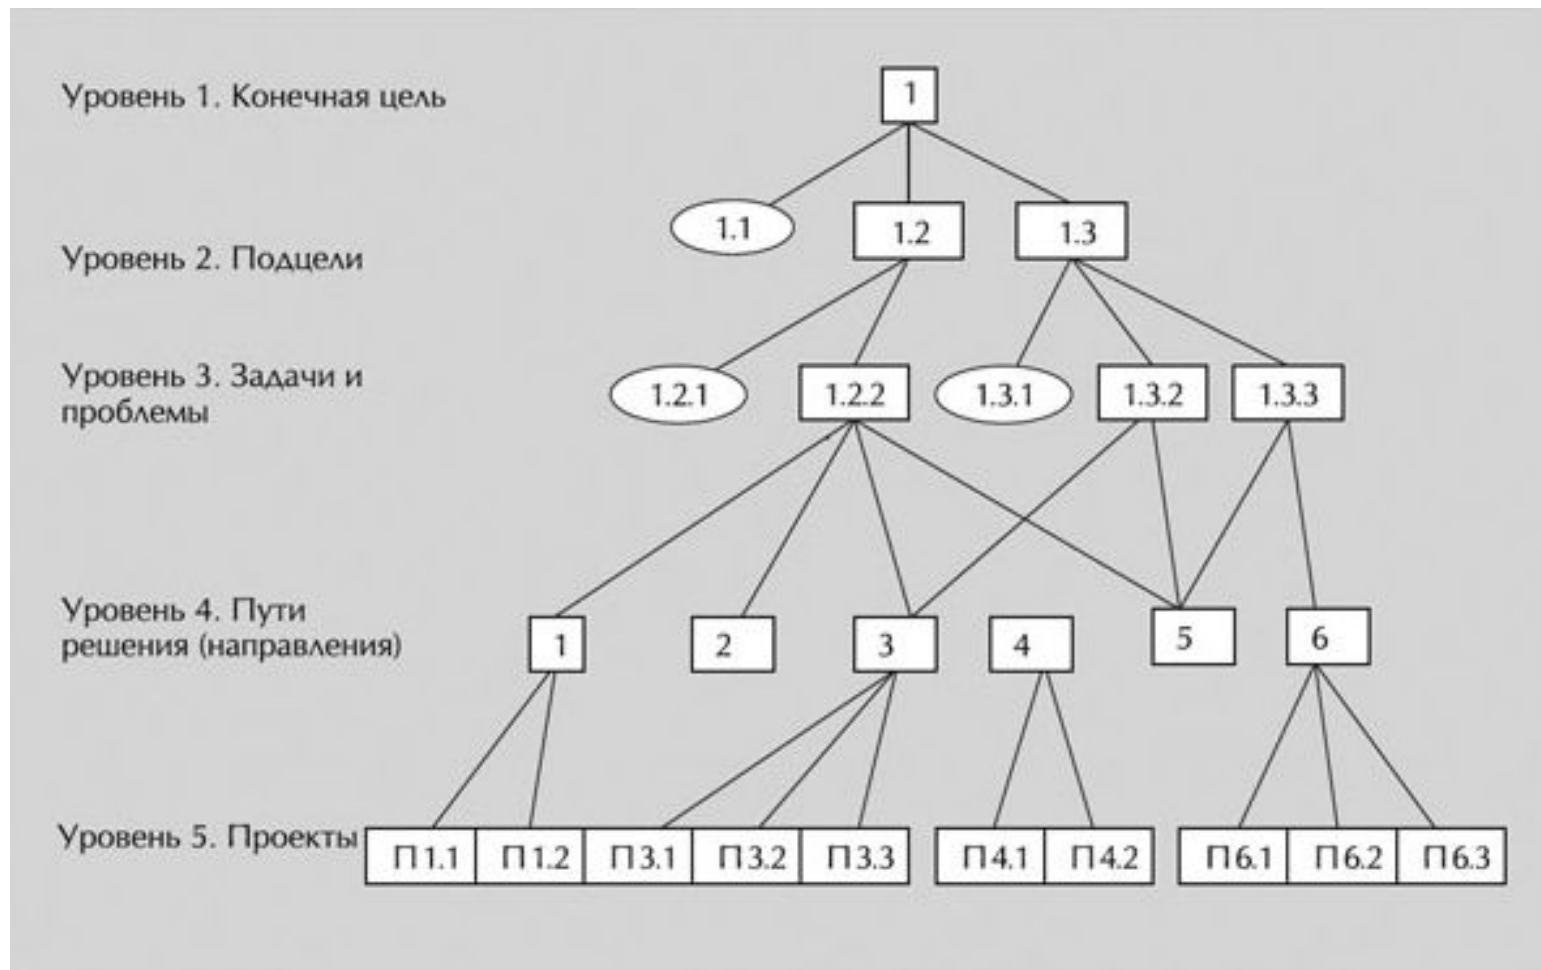 Уровень 1. Конечная цель
1
1.1
1.2
1.3
Уровень 2. Подцели
Уровень 3. Задачи и
проблемы
1.2.1
1.2.2
1.3.1
1.3.2
1.3.3
Уровень 4. Пути
решения (направления)
1
2
3
4
5
6
Уровень 5. Проекты
П1.1
П1.2
П3.1
П3.2
П3.3
П4.1
П4.2
П6.1
П6.2
П6.3